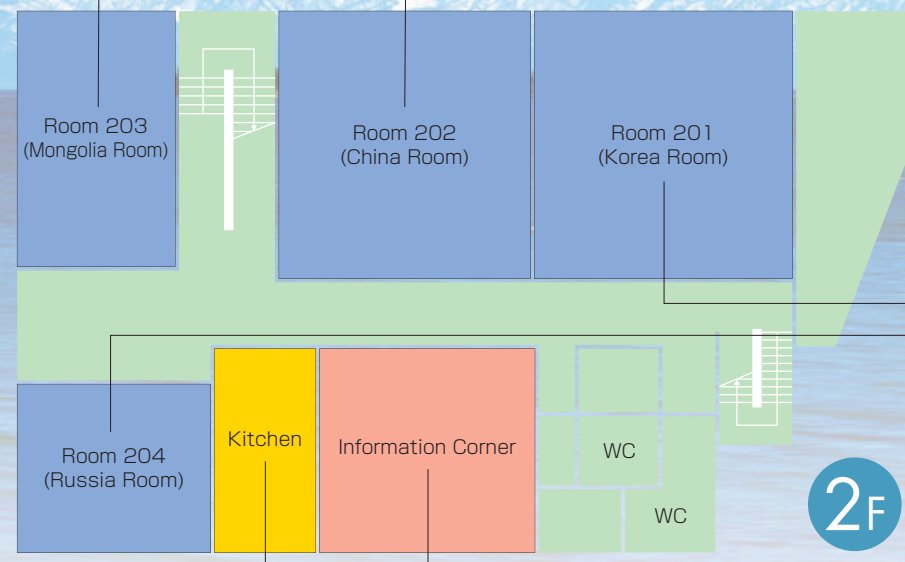 Room 203
(Mongolia Room)
Room 202
(China Room)
Room 201
(Korea Room)
Room 204
(Russia Room)
Kitchen
Information Corner
WC
WC
2F